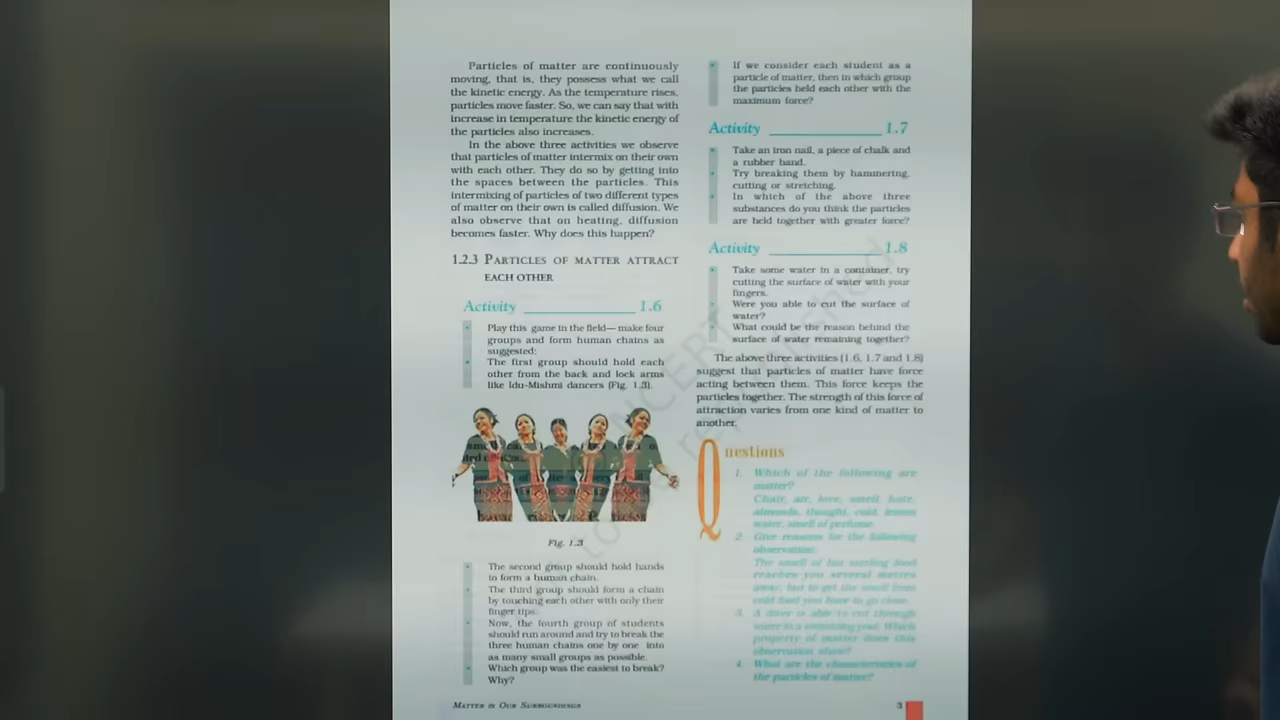 Particles of matter are continuously
moving, that is, they possess what we call
the kinetic energy. As the temperature rises,
particles move faster. So, we can say that with
increase in temperature the kinetic energy of
the particles also increases.
In the above three activities we observe
that particles of matter intermix on their own
with each other. They do so by getting into
the spaces between the particles. This
intermixing of particles of two different types
of matter on their own is called diffusion. We
also observe that on heating, diffusion
becomes faster. Why does this happen?
1.2.3 PARTICLES OF MATTER ATTRACT
EACH OTHER
Activity ______________ 1.6
• Play this game in the field— make four
groups and form human chains as
suggested:
• The first group should hold each
other from the back and lock arms
like Idu-Mishmi dancers (Fig. 1.3).
Fig. 1.3
• The second group should hold hands
to form a human chain.
• The third group should form a chain
by touching each other with only their
finger tips.
• Now, the fourth group of students
should run around and try to break the
three human chains one by one into
as many small groups as possible.
• Which group was the easiest to break?
Why?
• If we consider each student as a
particle of matter, then in which group
the particles held each other with the
maximum force?
Activity ______________ 1.7
• Take an iron nail, a piece of chalk and
a rubber band.
• Try breaking them by hammering,
cutting or stretching.
• In which of the above three
substances do you think the particles
are held together with greater force?
Activity ______________ 1.8
• Take some water in a container, try
cutting the surface of water with your
fingers.
• Were you able to cut the surface of
water?
• What could be the reason behind the
surface of water remaining together?
The above three activities (1.6, 1.7 and 1.8)
suggest that particles of matter have force
acting between them. This force keeps the
particles together. The strength of this force of
attraction varies from one kind of matter to
another.
Questions
1. Which of the following are
matter?
Chair, air, love, smell, hate,
almonds, thought, cold, lemon
water, smell of perfume.
2. Give reasons for the following
observation:
The smell of hot sizzling food
reaches you several metres
away, but to get the smell from
cold food you have to go close.
3. A diver is able to cut through
water in a swimming pool. Which
property of matter does this
observation show?
4. What are the characteristics of
the particles of matter?
MATTER IN OUR SURROUNDINGS
3